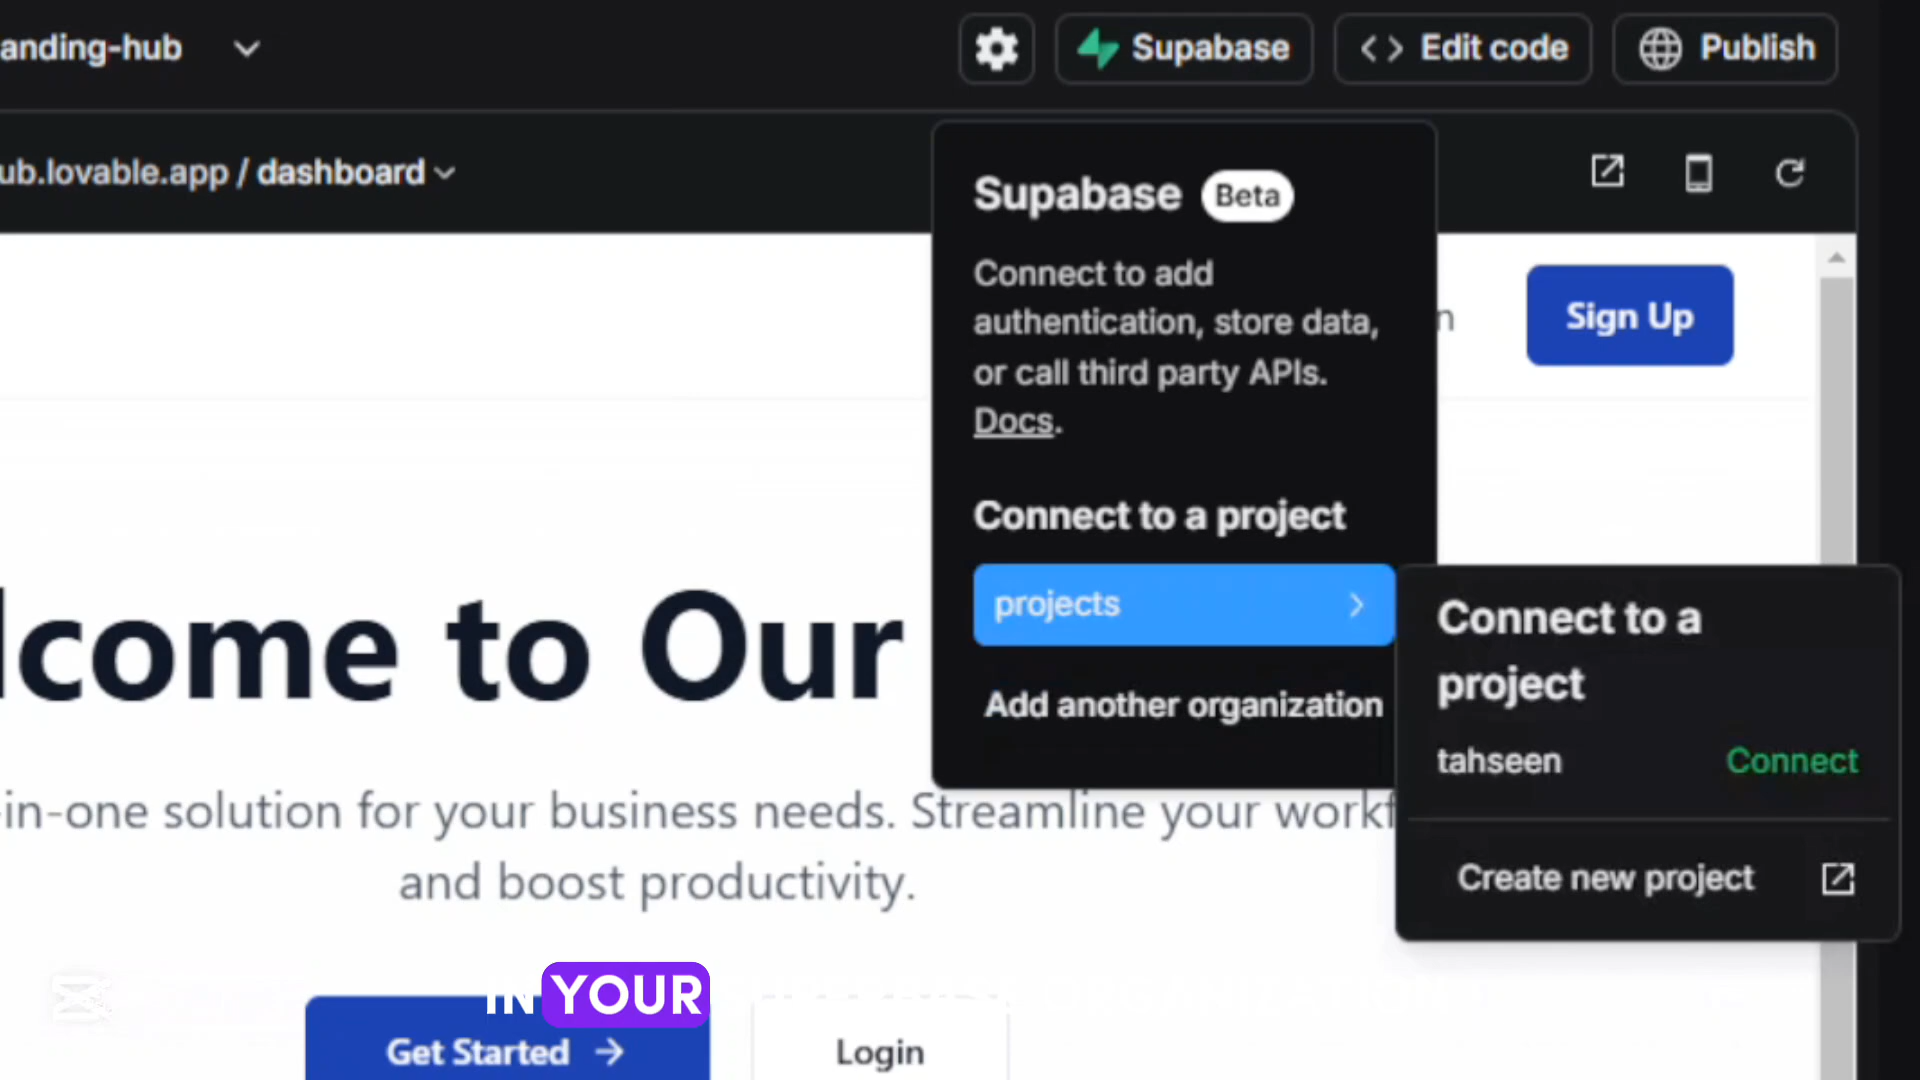 anding-hub
Supabase
Edit code
Publish
ub.lovable.app / dashboard
Supabase Beta
Connect to add
authentication, store data,
or call third party APIs.
Docs.
Sign Up
Connect to a project
projects
Add another organization
Connect to a
project
tahseen Connect
Create new project
lcome to Our
-in-one solution for your business needs. Streamline your workf
and boost productivity.
IN YOUR
Get Started
Login